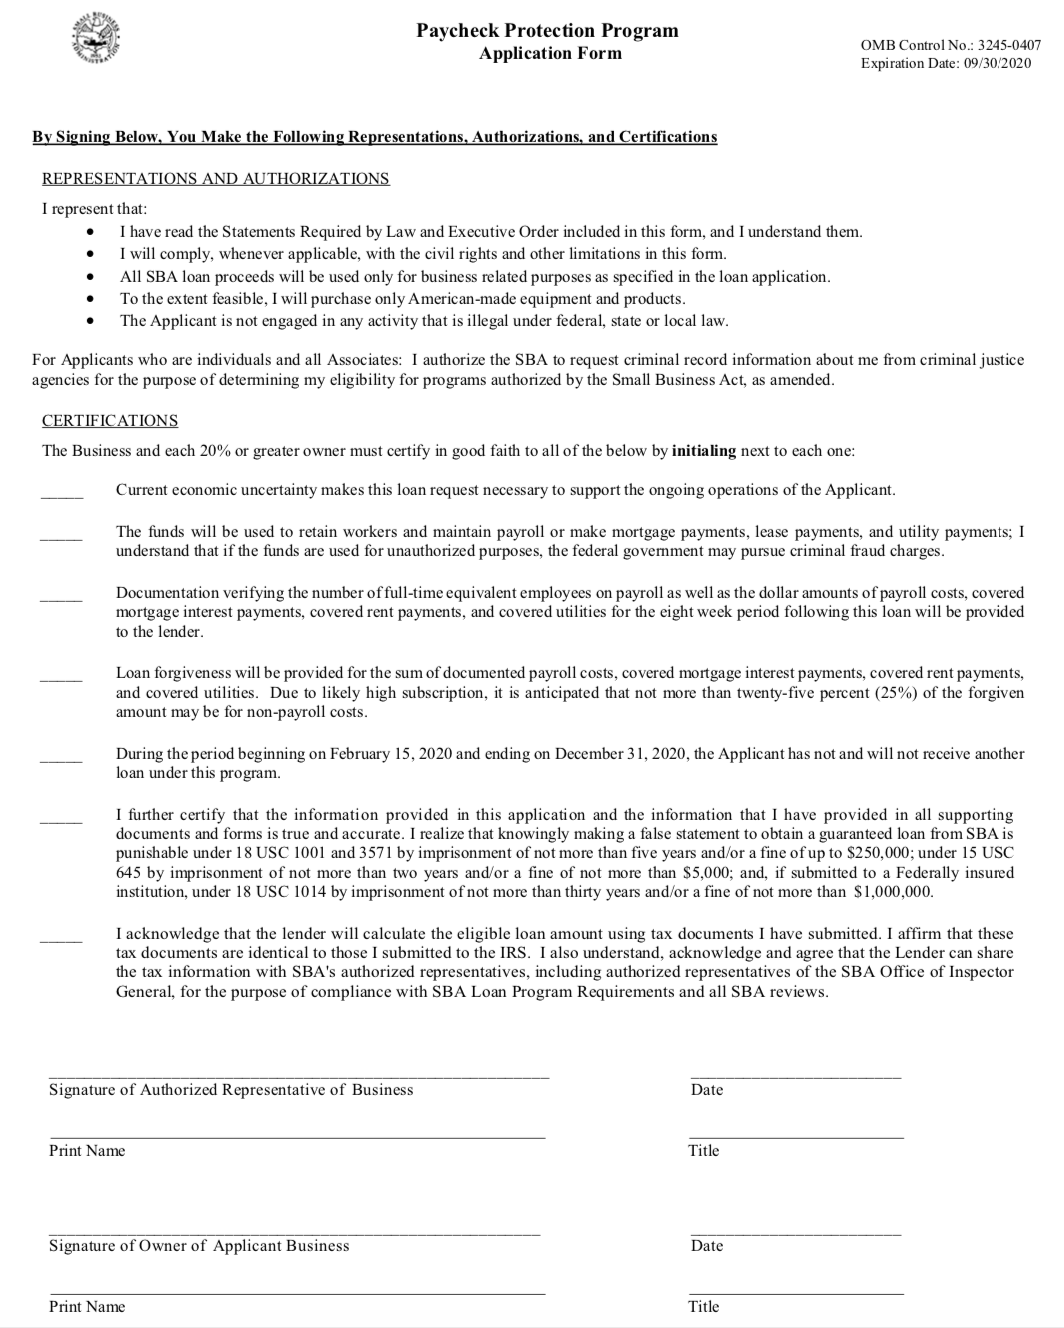 SMALL BUSINESS ADMINISTRATION
Paycheck Protection Program
Application Form
OMB Control No.: 3245-0407
Expiration Date: 09/30/2020
By Signing Below, You Make the Following Representations, Authorizations, and Certifications
REPRESENTATIONS AND AUTHORIZATIONS
I represent that:
• I have read the Statements Required by Law and Executive Order included in this form, and I understand them.
• I will comply, whenever applicable, with the civil rights and other limitations in this form.
• All SBA loan proceeds will be used only for business related purposes as specified in the loan application.
• To the extent feasible, I will purchase only American-made equipment and products.
• The Applicant is not engaged in any activity that is illegal under federal, state or local law.
For Applicants who are individuals and all Associates: I authorize the SBA to request criminal record information about me from criminal justice
agencies for the purpose of determining my eligibility for programs authorized by the Small Business Act, as amended.
CERTIFICATIONS
The Business and each 20% or greater owner must certify in good faith to all of the below by initialing next to each one:
_____ Current economic uncertainty makes this loan request necessary to support the ongoing operations of the Applicant.
_____ The funds will be used to retain workers and maintain payroll or make mortgage payments, lease payments, and utility payments; I
understand that if the funds are used for unauthorized purposes, the federal government may pursue criminal fraud charges.
_____ Documentation verifying the number of full-time equivalent employees on payroll as well as the dollar amounts of payroll costs, covered
mortgage interest payments, covered rent payments, and covered utilities for the eight week period following this loan will be provided
to the lender.
_____ Loan forgiveness will be provided for the sum of documented payroll costs, covered mortgage interest payments, covered rent payments,
and covered utilities. Due to likely high subscription, it is anticipated that not more than twenty-five percent (25%) of the forgiven
amount may be for non-payroll costs.
_____ During the period beginning on February 15, 2020 and ending on December 31, 2020, the Applicant has not and will not receive another
loan under this program.
_____ I further certify that the information provided in this application and the information that I have provided in all supporting
documents and forms is true and accurate. I realize that knowingly making a false statement to obtain a guaranteed loan from SBA is
punishable under 18 USC 1001 and 3571 by imprisonment of not more than five years and/or a fine of up to $250,000; under 15 USC
645 by imprisonment of not more than two years and/or a fine of not more than $5,000; and, if submitted to a Federally insured
institution, under 18 USC 1014 by imprisonment of not more than thirty years and/or a fine of not more than $1,000,000.
_____ I acknowledge that the lender will calculate the eligible loan amount using tax documents I have submitted. I affirm that these
tax documents are identical to those I submitted to the IRS. I also understand, acknowledge and agree that the Lender can share
the tax information with SBA's authorized representatives, including authorized representatives of the SBA Office of Inspector
General, for the purpose of compliance with SBA Loan Program Requirements and all SBA reviews.
Signature of Authorized Representative of Business
Date
Print Name
Title
Signature of Owner of Applicant Business
Date
Print Name
Title